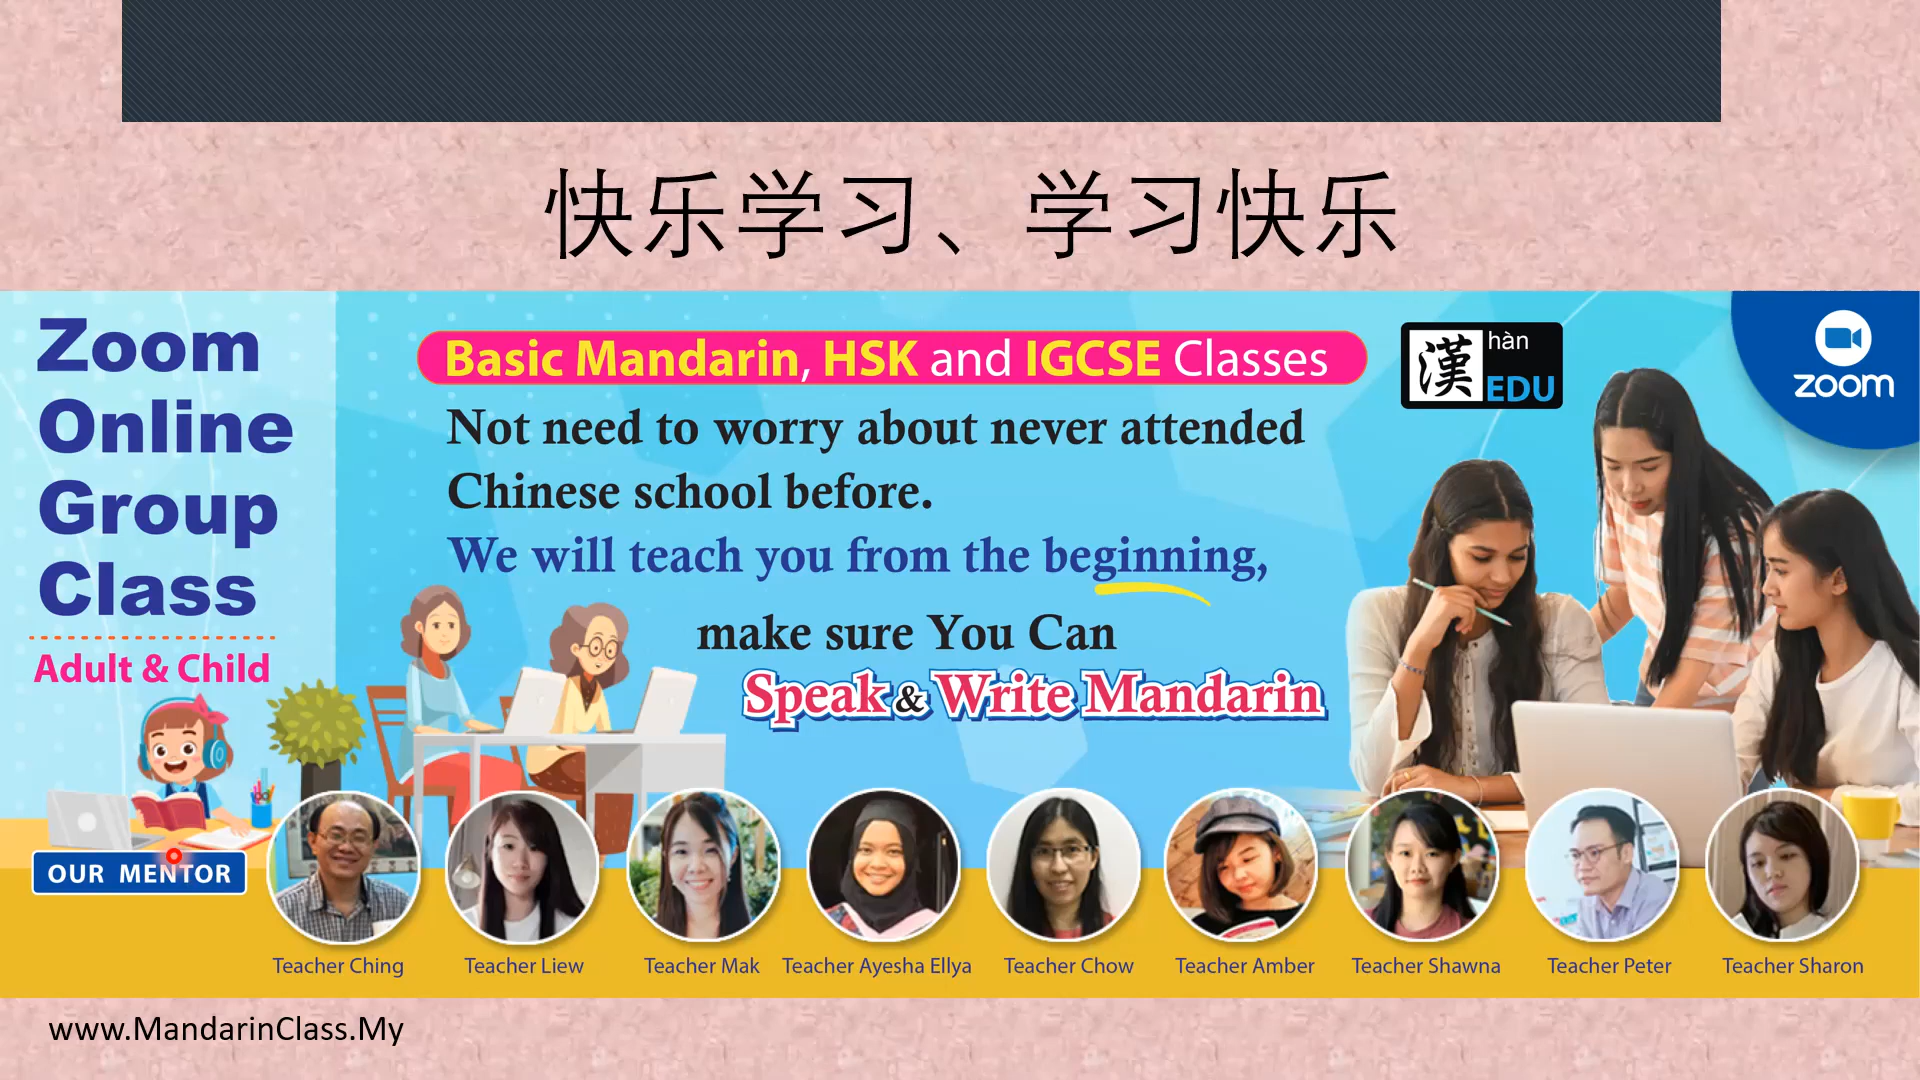 快乐学习、学习快乐
Zoom
Online
Group
Class
Adult & Child
Basic Mandarin, HSK and IGCSE Classes
Not need to worry about never attended
Chinese school before.
We will teach you from the beginning,
make sure You Can
Speak & Write Mandarin
漢 hàn
EDU
zoom
OUR MENTOR
Teacher Ching
Teacher Liew
Teacher Mak
Teacher Ayesha Ellya
Teacher Chow
Teacher Amber
Teacher Shawna
Teacher Peter
Teacher Sharon
www.MandarinClass.My